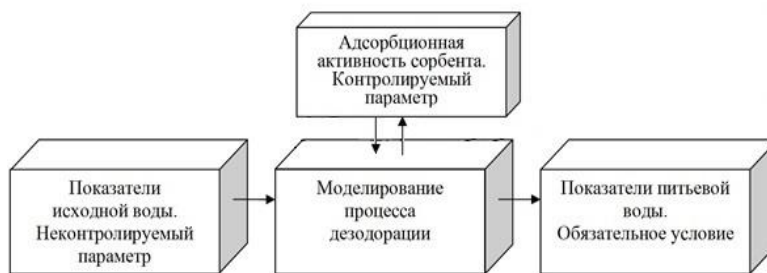 Адсорбционная
активность сорбента.
Контролируемый
параметр
Показатели
исходной воды.
Неконтролируемый
параметр
Моделирование
процесса
дезодорации
Показатели питьевой
воды.
Обязательное условие